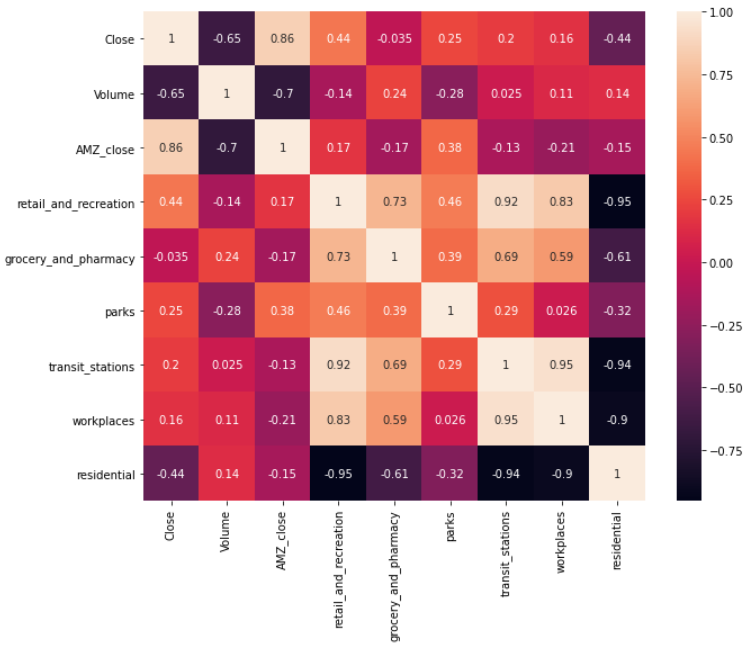 Close 1 -0.65 0.86 0.44 -0.035 0.25 0.2 0.16 -0.44
Volume -0.65 1 -0.7 -0.14 0.24 -0.28 0.025 0.11 0.14
AMZ_close 0.86 -0.7 1 0.17 -0.17 0.38 -0.13 -0.21 -0.15
retail_and_recreation 0.44 -0.14 0.17 1 0.73 0.46 0.92 0.83 -0.95
grocery_and_pharmacy -0.035 0.24 -0.17 0.73 1 0.39 0.69 0.59 -0.61
parks 0.25 -0.28 0.38 0.46 0.39 1 0.29 0.026 -0.32
transit_stations 0.2 0.025 -0.13 0.92 0.69 0.29 1 0.95 -0.94
workplaces 0.16 0.11 -0.21 0.83 0.59 0.026 0.95 1 -0.9
residential -0.44 0.14 -0.15 -0.95 -0.61 -0.32 -0.94 -0.9 1
Close
Volume
AMZ_close
retail_and_recreation
grocery_and_pharmacy
parks
transit_stations
workplaces
residential
1.00
0.75
0.50
0.25
0.00
−0.25
−0.50
−0.75